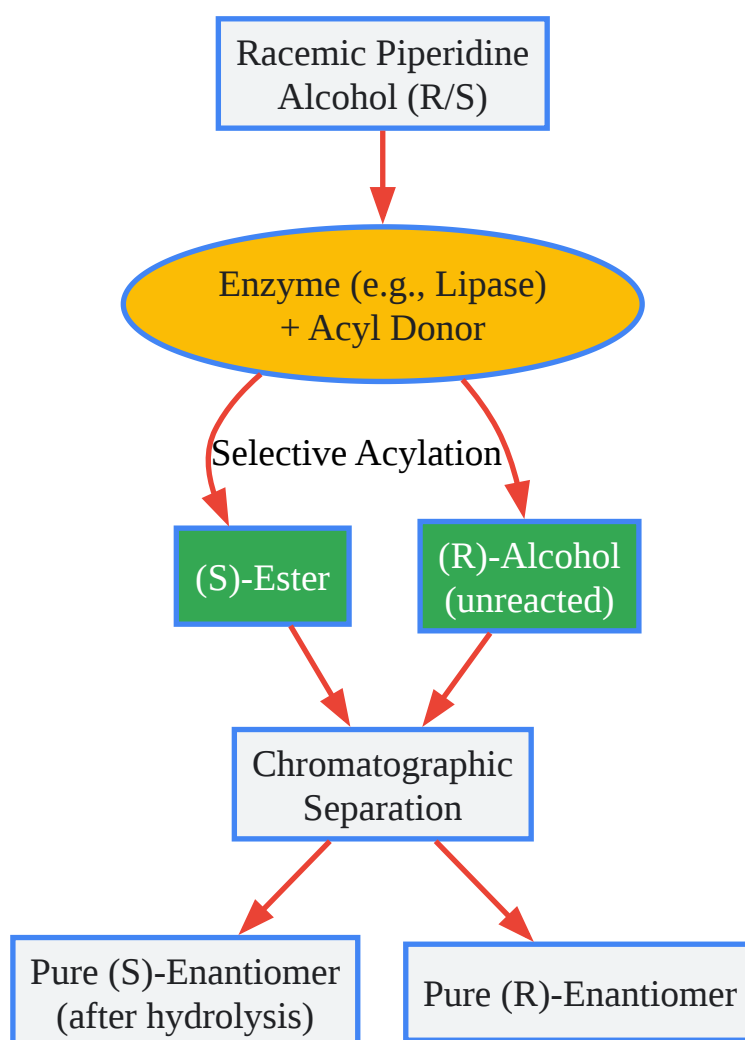 Racemic Piperidine
Alcohol (R/S)
Enzyme (e.g., Lipase)
+ Acyl Donor
Selective Acylation
(S)-Ester
(R)-Alcohol
(unreacted)
Chromatographic
Separation
Pure (S)-Enantiomer
(after hydrolysis)
Pure (R)-Enantiomer